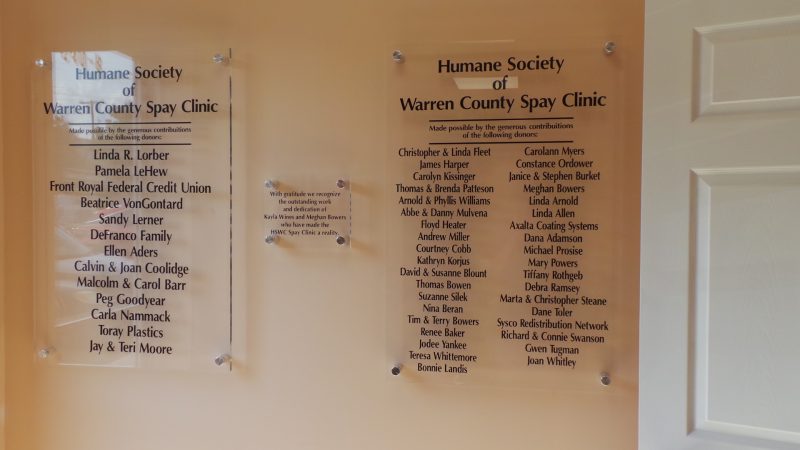 Humane Society
of
Warren County Spay Clinic
Made possible by the generous contribuitions
of the following donors:
Linda R. Lorber
Pamela LeHew
Front Royal Federal Credit Union
Beatrice VonGontard
Sandy Lerner
DeFranco Family
Ellen Aders
Calvin & Joan Coolidge
Malcolm & Carol Barr
Peg Goodyear
Carla Nammack
Toray Plastics
Jay & Teri Moore
With gratitude we recognize
the outstanding work
and dedication of
Kayla Wines and Meghan Bowers
who have made the
HSWC Spay Clinic a reality.
Humane Society
of
Warren County Spay Clinic
Made possible by the generous contribuitions
of the following donors:
Christopher & Linda Fleet
James Harper
Carolyn Kissinger
Thomas & Brenda Patteson
Arnold & Phyllis Williams
Abbe & Danny Mulvena
Floyd Heater
Andrew Miller
Courtney Cobb
Kathryn Korjus
David & Susanne Blount
Thomas Bowen
Suzanne Silek
Nina Beran
Tim & Terry Bowers
Renee Baker
Jodee Yankee
Teresa Whittemore
Bonnie Landis
Carolann Myers
Constance Ordower
Janice & Stephen Burket
Meghan Bowers
Linda Arnold
Linda Allen
Axalta Coating Systems
Dana Adamson
Michael Prosise
Mary Powers
Tiffany Rothgeb
Debra Ramsey
Marta & Christopher Steane
Dane Toler
Sysco Redistribution Network
Richard & Connie Swanson
Gwen Tugman
Joan Whitley